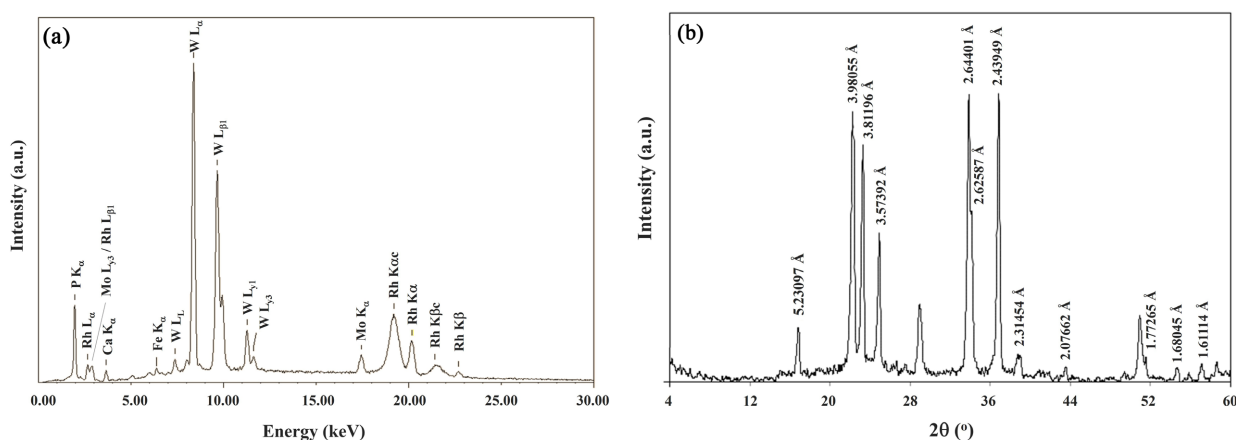 (a)
W Lα
W Lβ1
P Kα
Rh Lα
Mo Ly3 / Rh Lβ1
Ca Kα
Fe Kα
W LL
W Ly1
W Ly3
Mo Kα
Rh Kαc
Rh Kα
Rh Kβc
Rh Kβ
Intensity (a.u.)
0.00 5.00 10.00 15.00 20.00 25.00 30.00
Energy (keV)
(b)
5.23097 Å
3.98055 Å
3.81196 Å
3.57392 Å
2.64401 Å
2.62587 Å
2.43949 Å
2.31454 Å
2.07662 Å
1.77265 Å
1.68045 Å
1.61114 Å
Intensity (a.u.)
4 12 20 28 36 44 52 60
2θ (º)